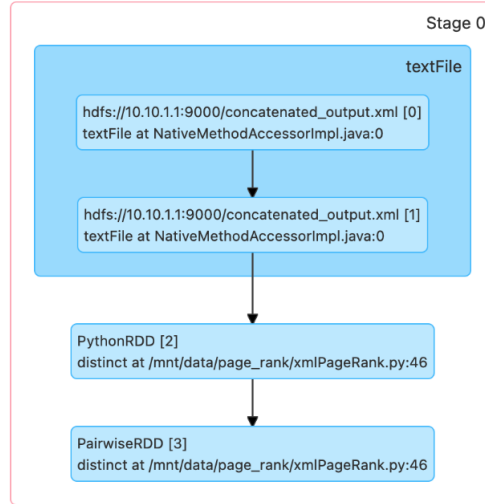 Stage 0
textFile
hdfs://10.10.1.1:9000/concatenated_output.xml [0]
textFile at NativeMethodAccessorImpl.java:0
hdfs://10.10.1.1:9000/concatenated_output.xml [1]
textFile at NativeMethodAccessorImpl.java:0
PythonRDD [2]
distinct at /mnt/data/page_rank/xmlPageRank.py:46
PairwiseRDD [3]
distinct at /mnt/data/page_rank/xmlPageRank.py:46